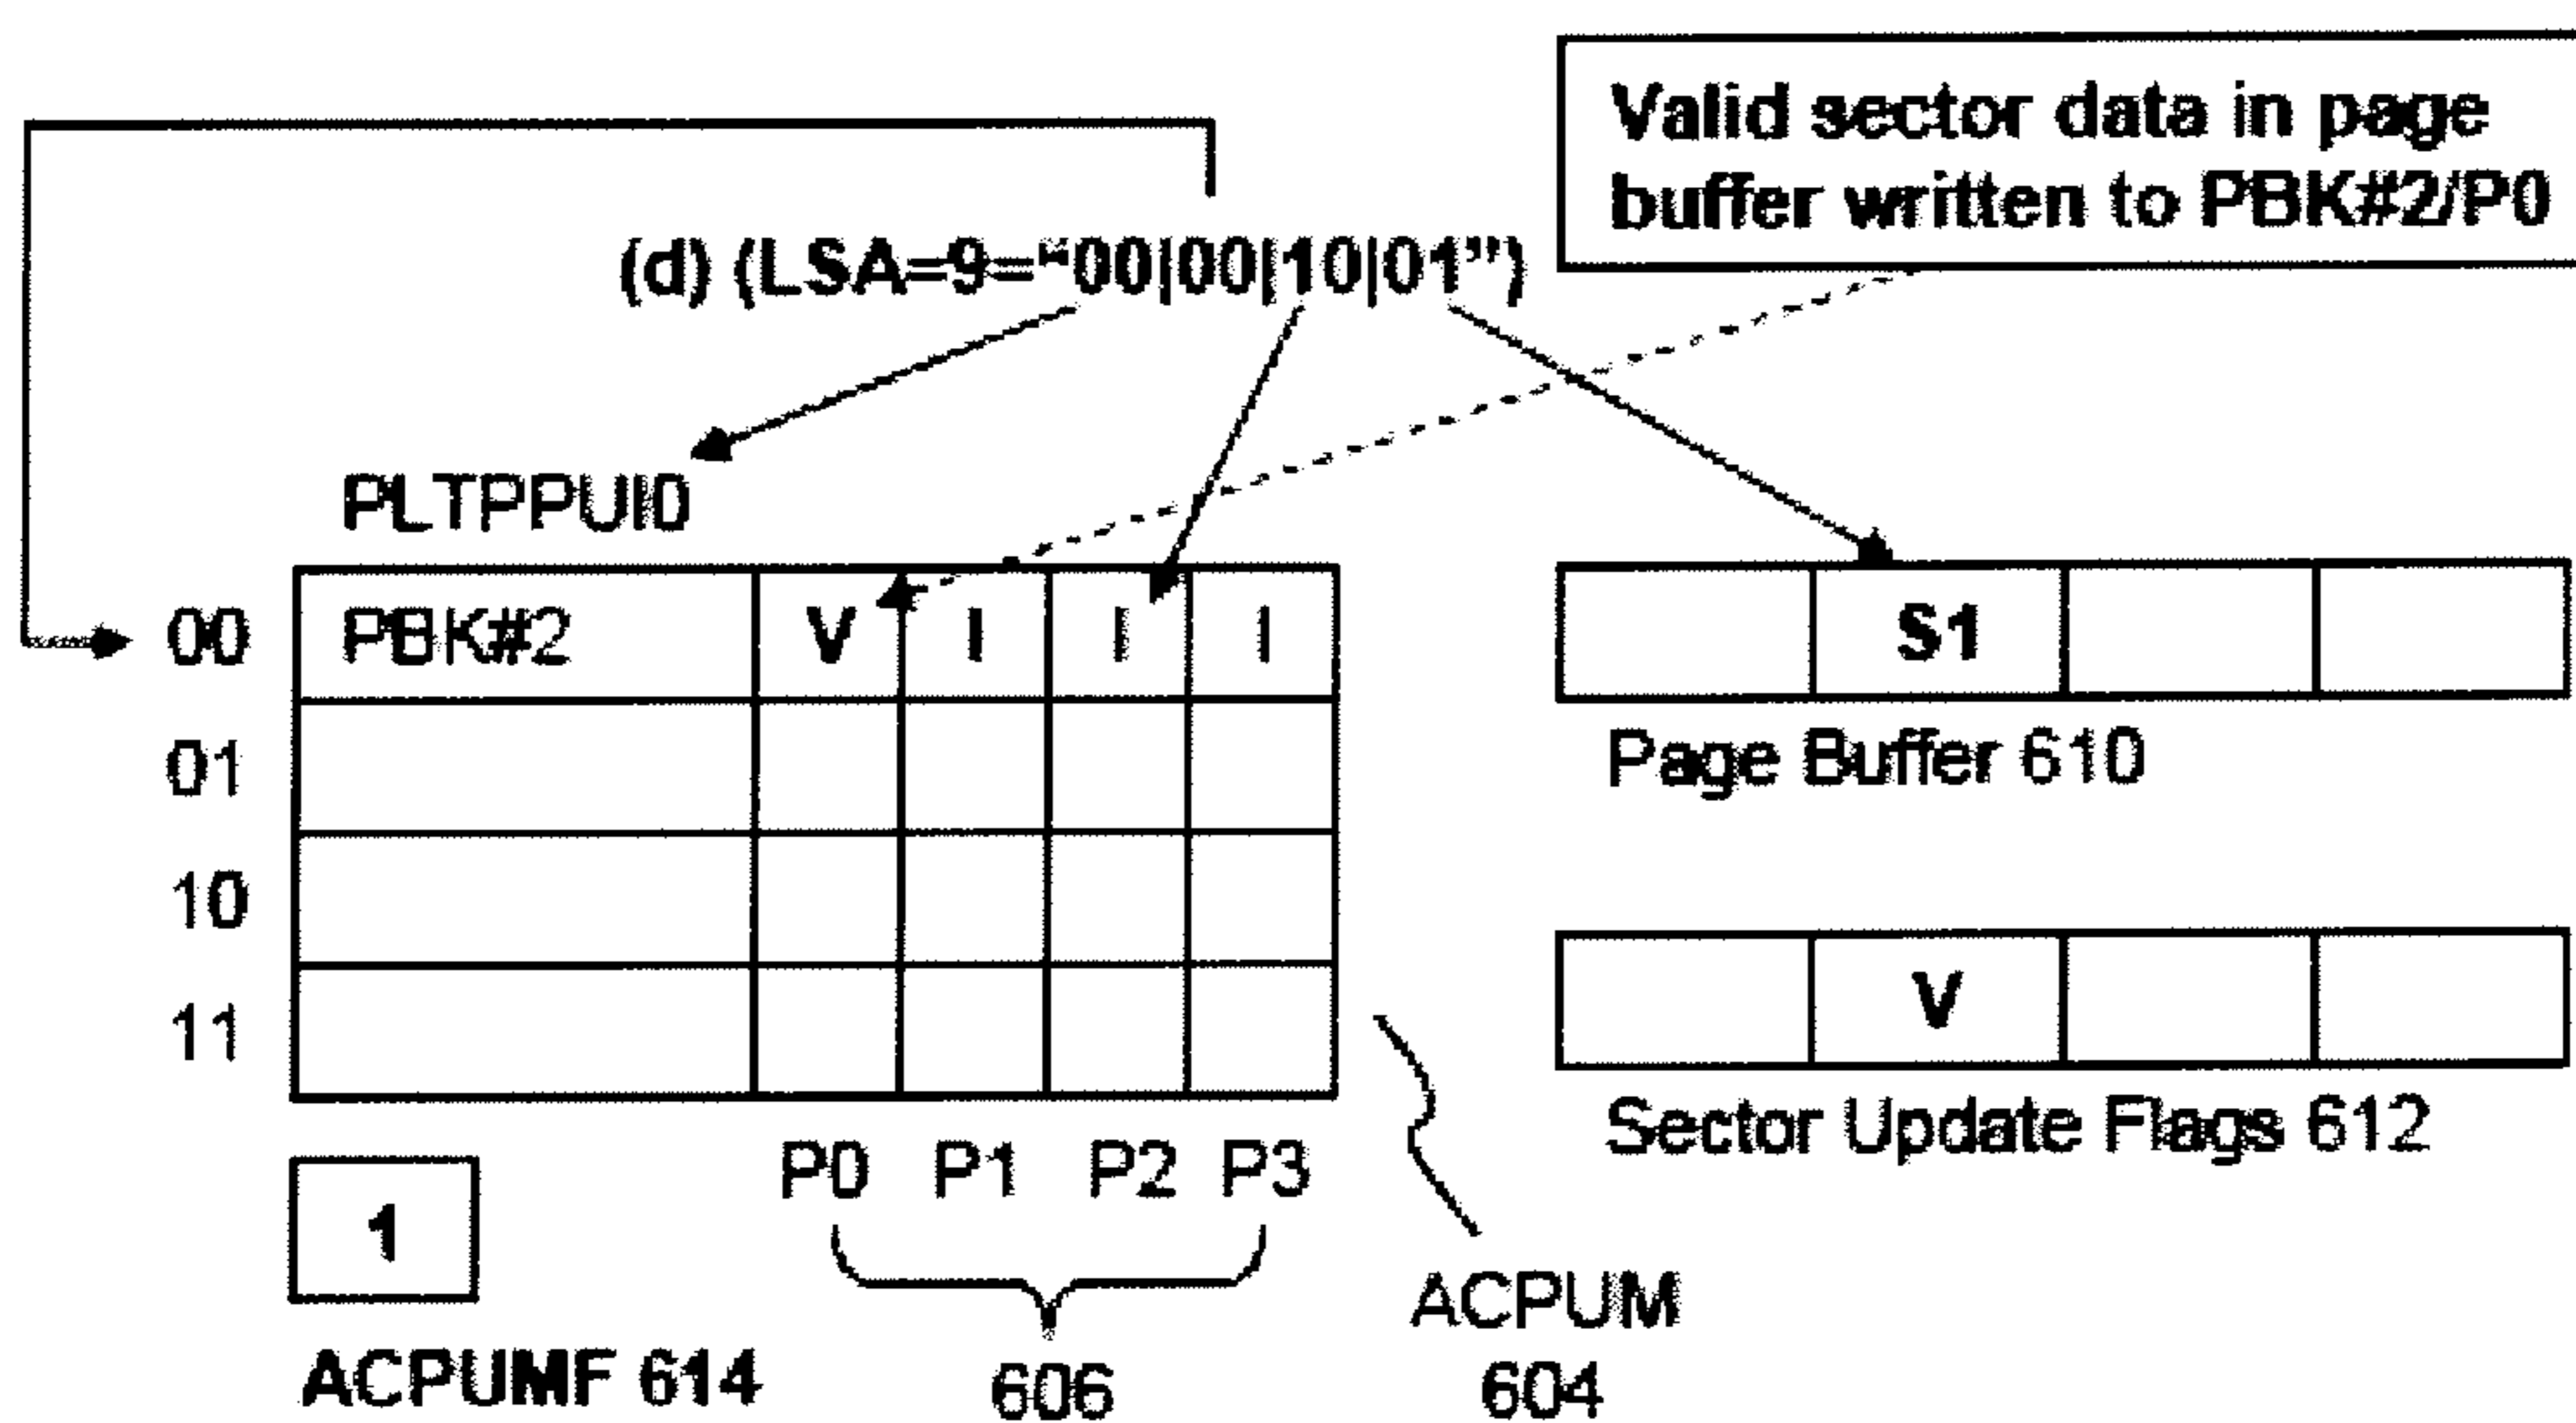 Valid sector data in page
buffer written to PBK#2/P0
(d) (LSA=9=“00|00|10|01”)
PLTPPUI0
00 PBK#2 V I I I
S1
01
Page Buffer 610
10
V
11
Sector Update Flags 612
P0 P1 P2 P3
1
ACPUM
604
ACPUMF 614
606